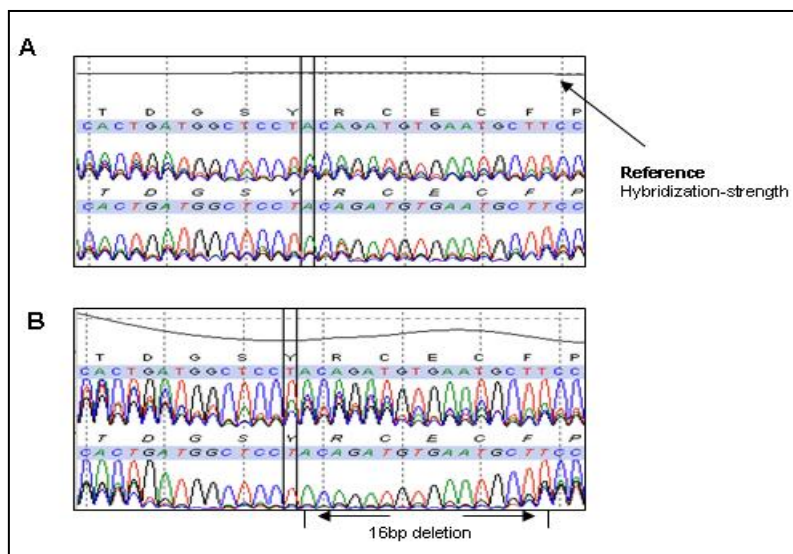 A
T D G S Y R C E C F P
CACTGATGGCTCCTACAGATGTGAATGCTTCC
T D G S Y R C E C F P
CACTGATGGCTCCTACAGATGTGAATGCTTCC
Reference
Hybridization-strength
B
T D G S Y R C E C F P
CACTGATGGCTCCTACAGATGTGAATGCTTCC
T D G S Y R C E C F P
CACTGATGGCTCCTACAGATGTGAATGCTTCC
16bp deletion